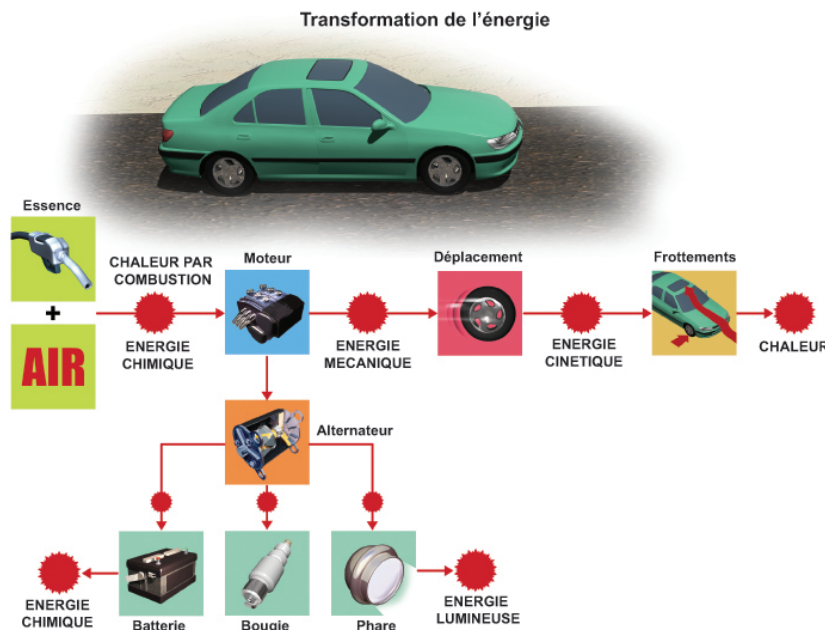 Transformation de l'énergie
Essence
+
AIR
CHALEUR PAR
COMBUSTION
ENERGIE
CHIMIQUE
Moteur
ENERGIE
MECANIQUE
Déplacement
ENERGIE
CINETIQUE
Frottements
CHALEUR
Alternateur
ENERGIE
CHIMIQUE
Batterie
Bougie
Phare
ENERGIE
LUMINEUSE